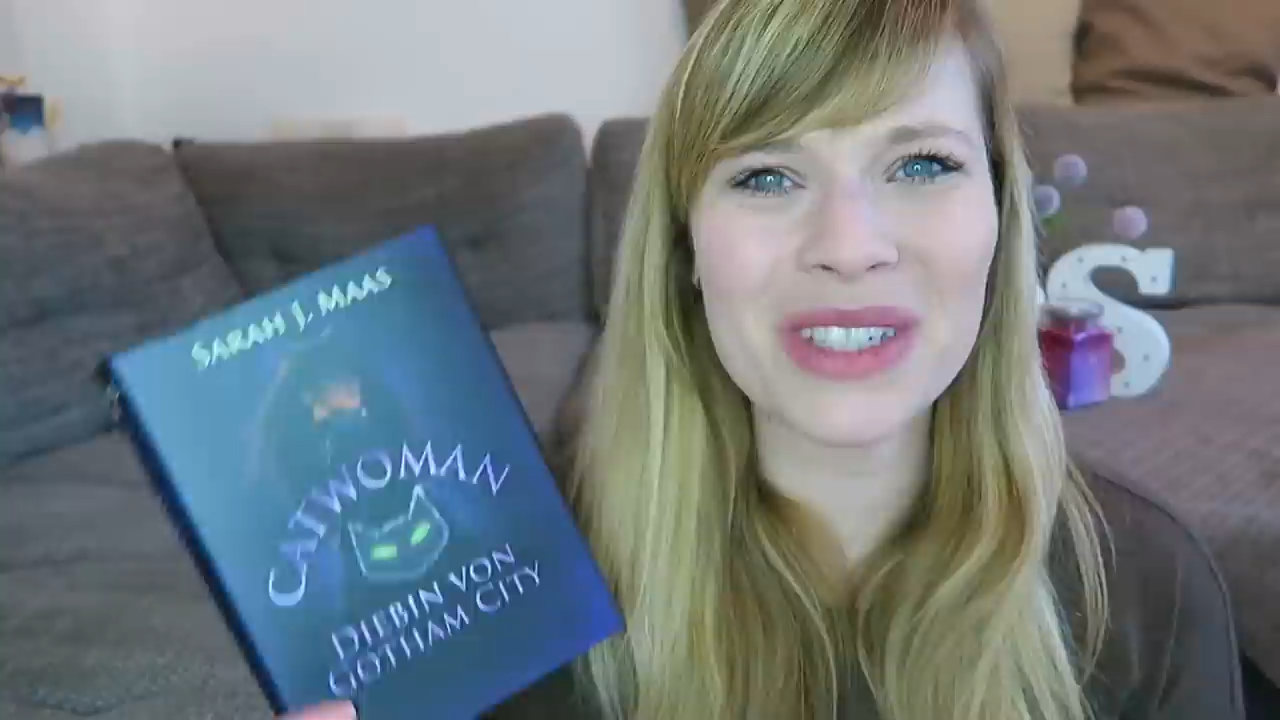 SARAH J. MAAS
CATWOMAN
DIEBIN VON
GOTHAM CITY
S